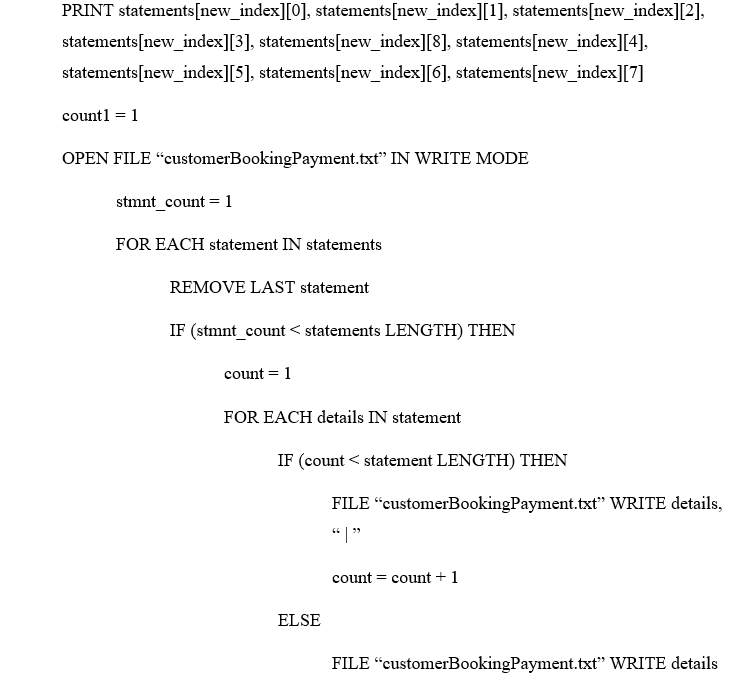 PRINT statements[new_index][0], statements[new_index][1], statements[new_index][2],
statements[new_index][3], statements[new_index][8], statements[new_index][4],
statements[new_index][5], statements[new_index][6], statements[new_index][7]
count1 = 1
OPEN FILE “customerBookingPayment.txt” IN WRITE MODE
stmnt_count = 1
FOR EACH statement IN statements
REMOVE LAST statement
IF (stmnt_count < statements LENGTH) THEN
count = 1
FOR EACH details IN statement
IF (count < statement LENGTH) THEN
FILE “customerBookingPayment.txt” WRITE details,
“ | ”
count = count + 1
ELSE
FILE “customerBookingPayment.txt” WRITE details